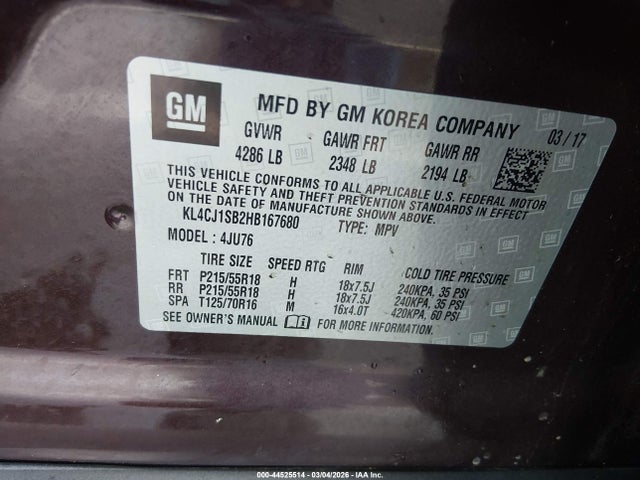 GM
MFD BY GM KOREA COMPANY
03/17
GVWR GAWR FRT GAWR RR
4286 LB 2348 LB 2194 LB
THIS VEHICLE CONFORMS TO ALL APPLICABLE U.S. FEDERAL MOTOR
VEHICLE SAFETY AND THEFT PREVENTION STANDARDS IN EFFECT
ON THE DATE OF MANUFACTURE SHOWN ABOVE.
KL4CJ1SB2HB167680 TYPE: MPV
MODEL : 4JU76
TIRE SIZE SPEED RTG RIM COLD TIRE PRESSURE
FRT P215/55R18 H 18x7.5J 240KPA, 35 PSI
RR P215/55R18 H 18x7.5J 240KPA, 35 PSI
SPA T125/70R16 M 16x4.0T 420KPA, 60 PSI
SEE OWNER'S MANUAL FOR MORE INFORMATION.
000-44525514 - 03/04/2026 - IAA Inc.